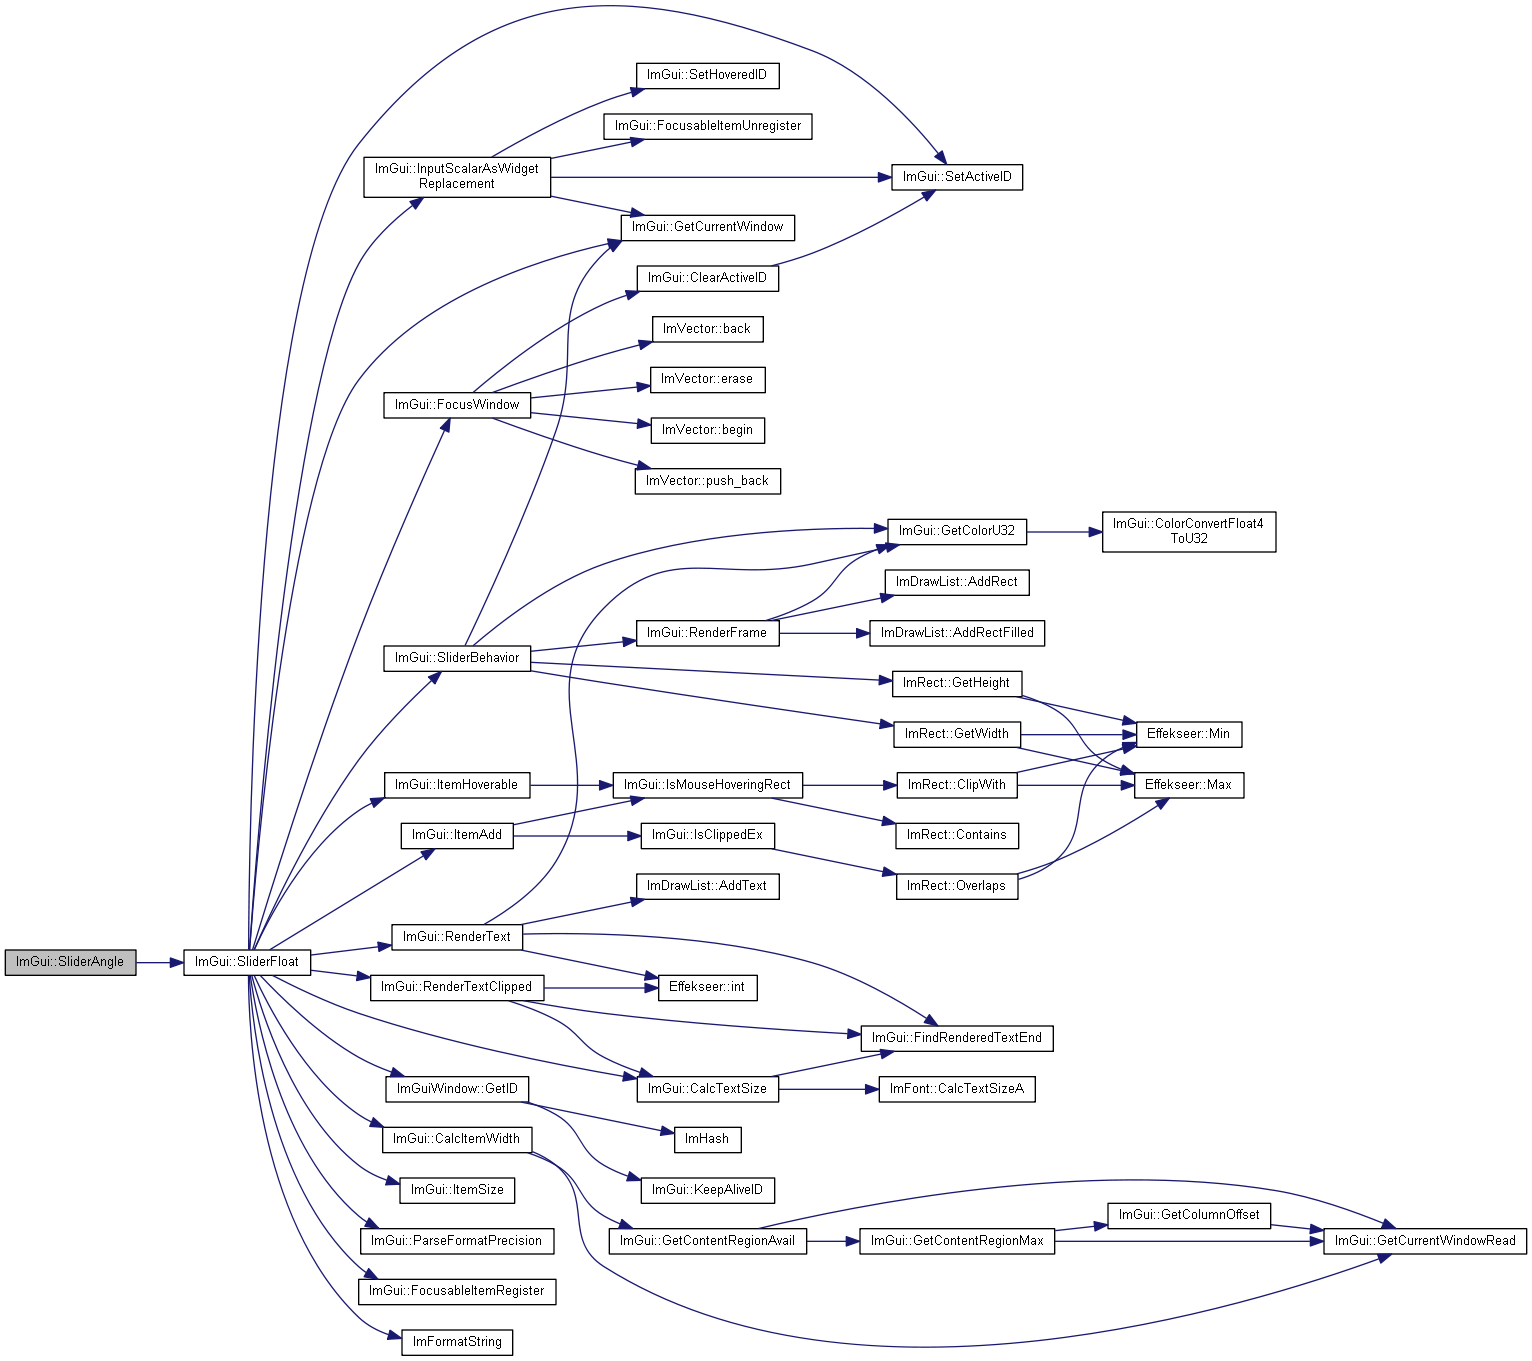 ImGui::SetHoveredID
ImGui::FocusableItemUnregister
ImGui::InputScalarAsWidget
Replacement
ImGui::SetActiveID
ImGui::GetCurrentWindow
ImGui::ClearActiveID
ImVector::back
ImVector::erase
ImGui::FocusWindow
ImVector::begin
ImVector::push_back
ImGui::GetColorU32
ImGui::ColorConvertFloat4
ToU32
ImDrawList::AddRect
ImGui::RenderFrame
ImDrawList::AddRectFilled
ImGui::SliderBehavior
ImRect::GetHeight
ImRect::GetWidth
Effekseer::Min
ImGui::ItemHoverable
ImGui::IsMouseHoveringRect
ImRect::ClipWith
Effekseer::Max
ImGui::ItemAdd
ImGui::IsClippedEx
ImRect::Contains
ImRect::Overlaps
ImDrawList::AddText
ImGui::RenderText
ImGui::SliderAngle
ImGui::SliderFloat
ImGui::RenderTextClipped
Effekseer::int
ImGui::FindRenderedTextEnd
ImGuiWindow::GetID
ImGui::CalcTextSize
ImFont::CalcTextSizeA
ImGui::CalcItemWidth
ImHash
ImGui::ItemSize
ImGui::KeepAliveID
ImGui::GetColumnOffset
ImGui::ParseFormatPrecision
ImGui::GetContentRegionAvail
ImGui::GetContentRegionMax
ImGui::GetCurrentWindowRead
ImGui::FocusableItemRegister
ImFormatString